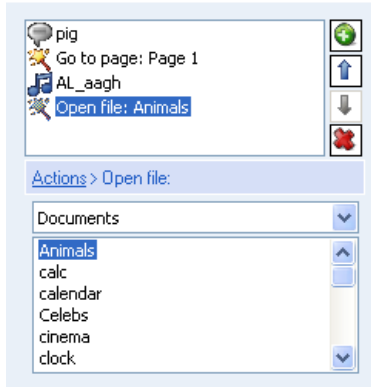 pig
Go to page: Page 1
AL_aagh
Open file: Animals
Actions > Open file:
Documents
Animals
calc
calendar
Celebs
cinema
clock